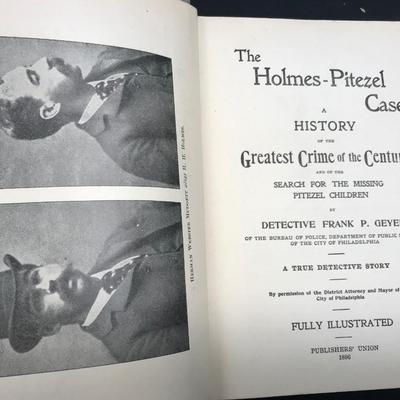 HERMAN WEBSTER MUDGETT alias H. H. HOLMES.
The
Holmes-Pitezel
Case
A
HISTORY
OF THE
Greatest Crime of the Centur
AND OF THE
SEARCH FOR THE MISSING
PITEZEL CHILDREN
BY
DETECTIVE FRANK P. GEYE
OF THE BUREAU OF POLICE, DEPARTMENT OF PUBLIC S
OF THE CITY OF PHILADELPHIA
A TRUE DETECTIVE STORY
By permission of the District Attorney and Mayor of
City of Philadelphia
FULLY ILLUSTRATED
PUBLISHERS' UNION
1896